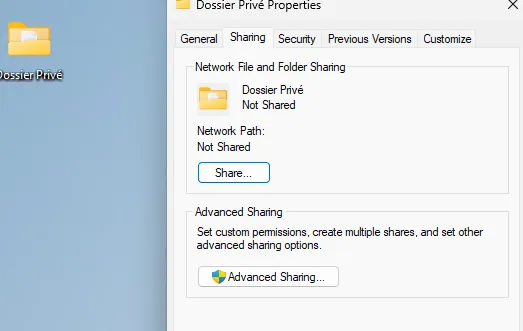 Dossier Privé Properties
Dossier Privé
General Sharing Security Previous Versions Customize
Network File and Folder Sharing
Dossier Privé
Not Shared
Network Path:
Not Shared
Share...
Advanced Sharing
Set custom permissions, create multiple shares, and set other
advanced sharing options.
Advanced Sharing...